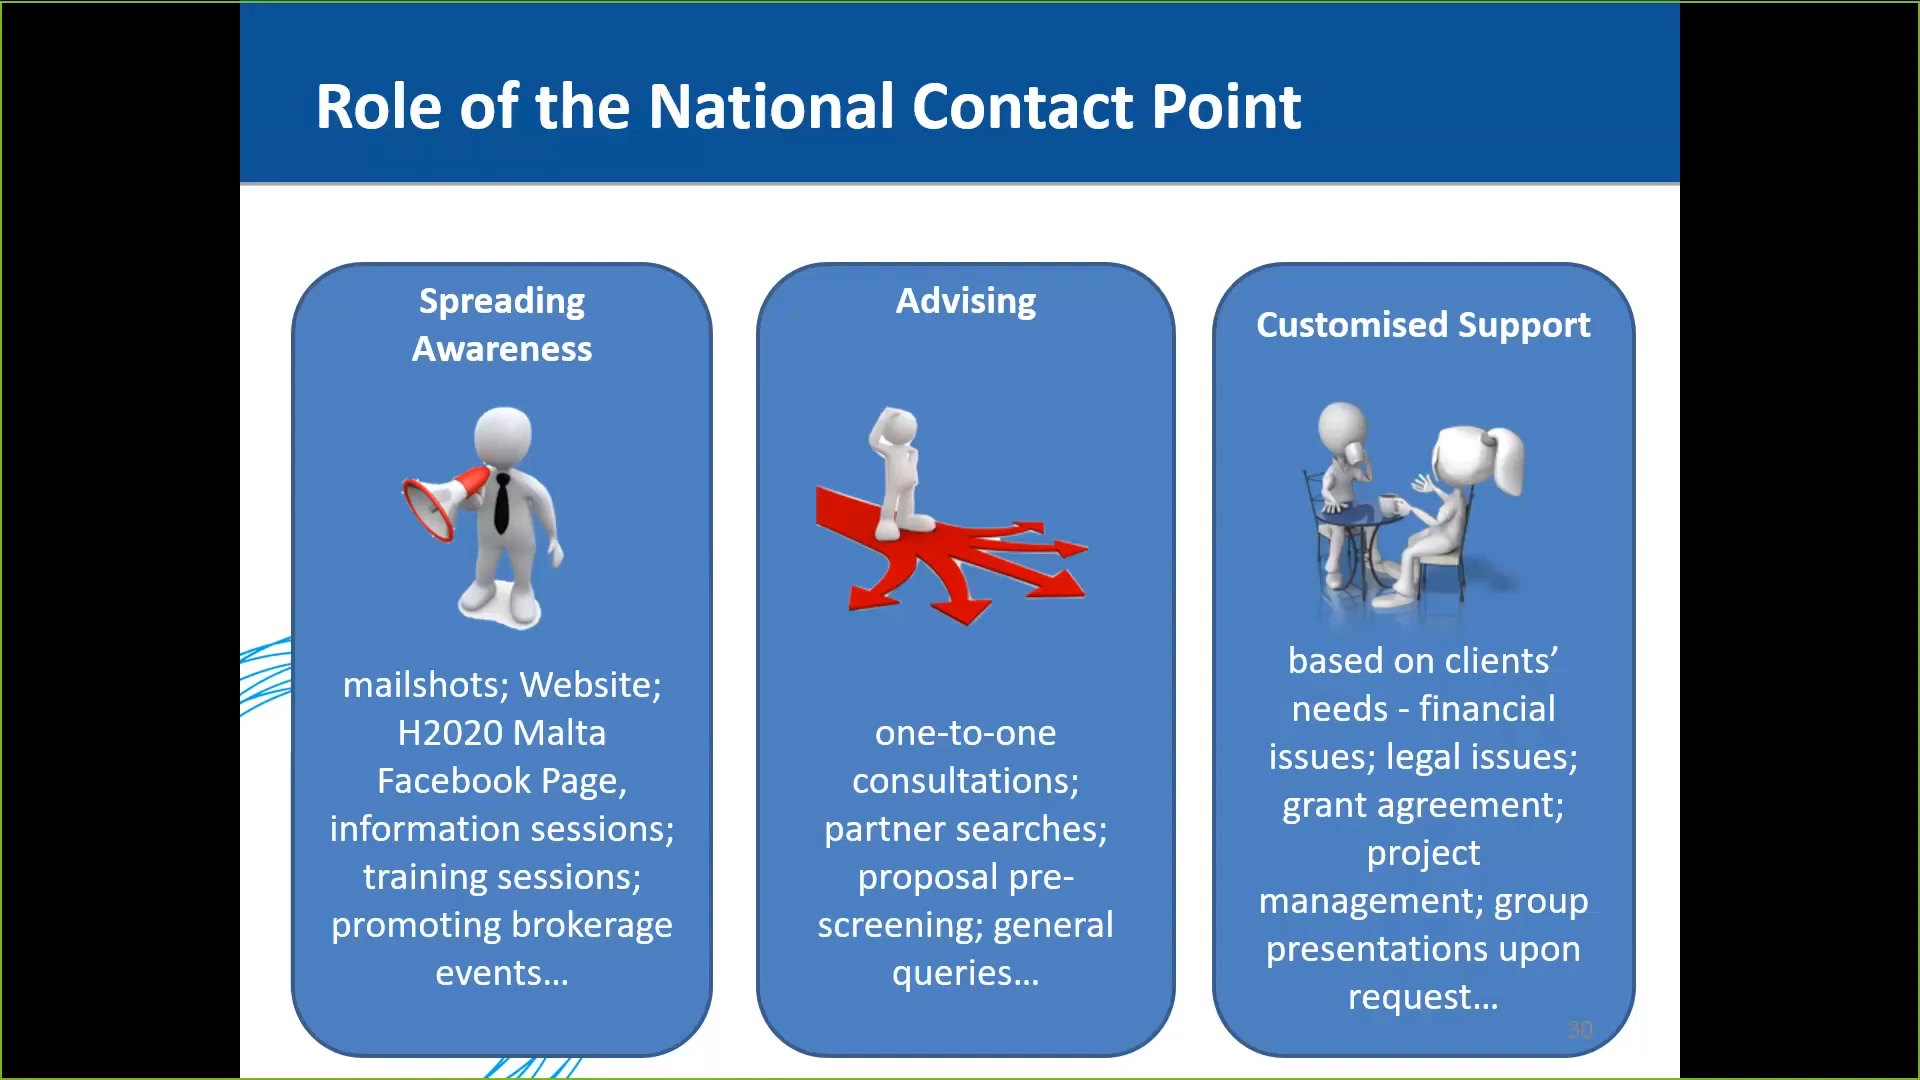 Role of the National Contact Point
Spreading
Awareness
mailshots; Website;
H2020 Malta
Facebook Page,
information sessions;
training sessions;
promoting brokerage
events...
Advising
one-to-one
consultations;
partner searches;
proposal pre-
screening; general
queries...
Customised Support
based on clients’
needs - financial
issues; legal issues;
grant agreement;
project
management; group
presentations upon
request...
30